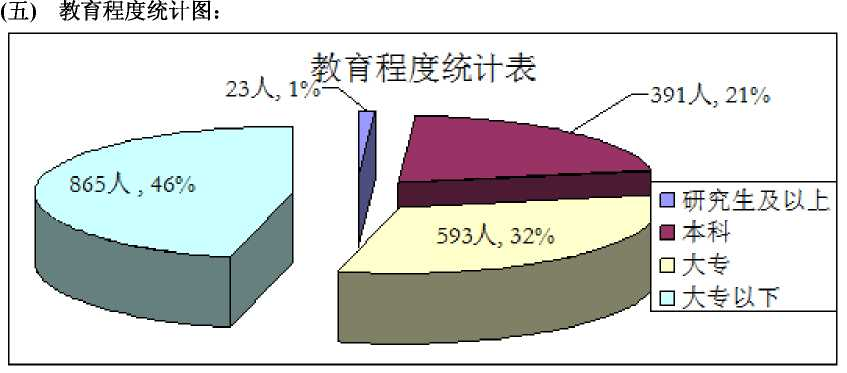 (五) 教育程度统计图：
教育程度统计表
23人, 1%
391人, 21%
865人 , 46%
593人, 32%
研究生及以上
本科
大专
大专以下